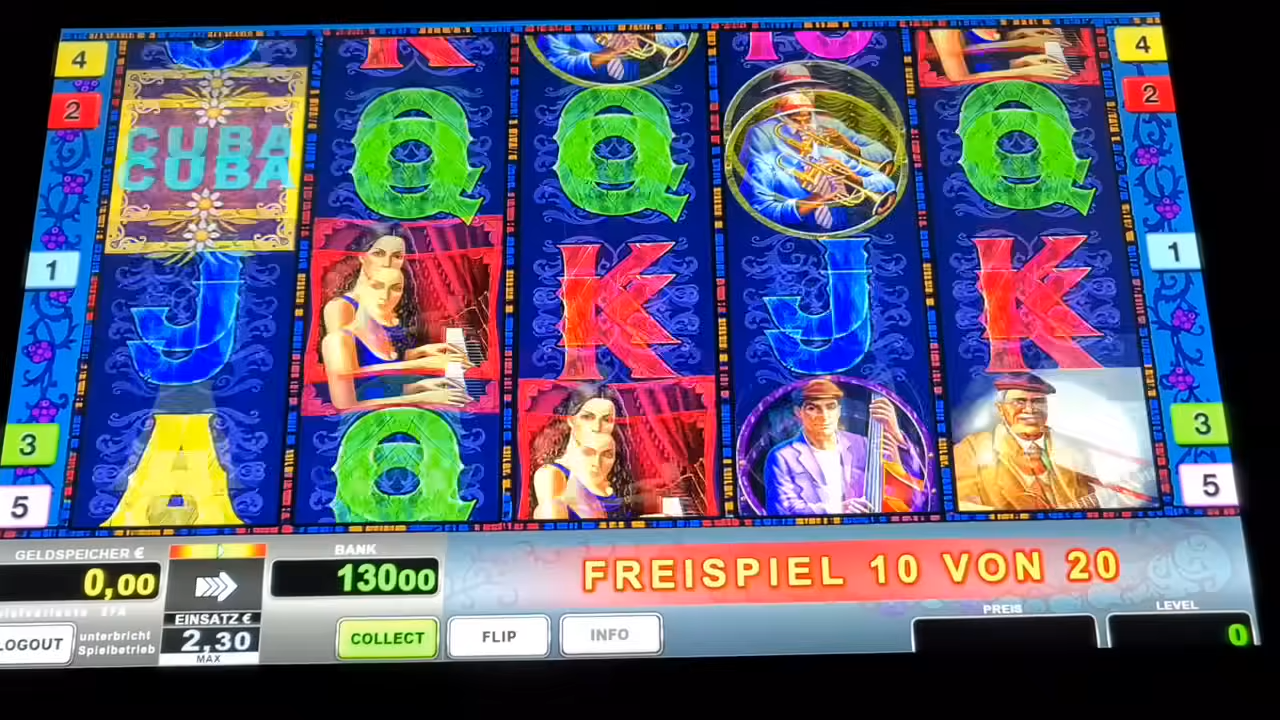 4
K
10
4
2
CUBA
CUBA
Q
Q
Q
2
1
J
K
J
K
1
3
A
Q
3
5
5
GELDSPEICHER €
BANK
0,00
13000
FREISPIEL 10 VON 20
EINSATZ €
PREIS
LEVEL
LOGOUT
unterbricht
Spielbetrieb
2,30
MAX
COLLECT
FLIP
INFO
0